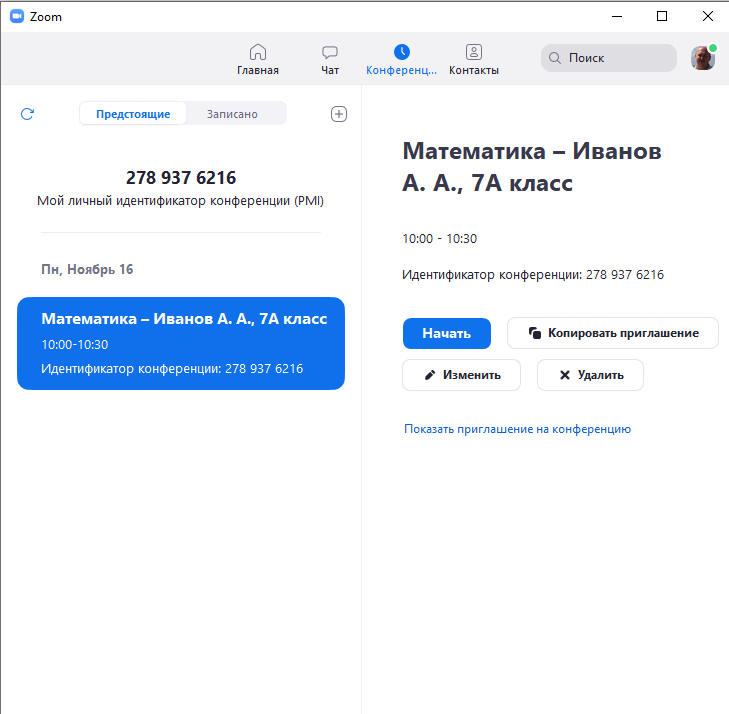 Zoom
Главная
Чат
Конференц...
Контакты
Поиск
Предстоящие
Записано
278 937 6216
Мой личный идентификатор конференции (PMI)
Пн, Ноябрь 16
Математика – Иванов А. А., 7А класс
10:00-10:30
Идентификатор конференции: 278 937 6216
Математика – Иванов
А. А., 7А класс
10:00 - 10:30
Идентификатор конференции: 278 937 6216
Начать
Копировать приглашение
Изменить
Удалить
Показать приглашение на конференцию